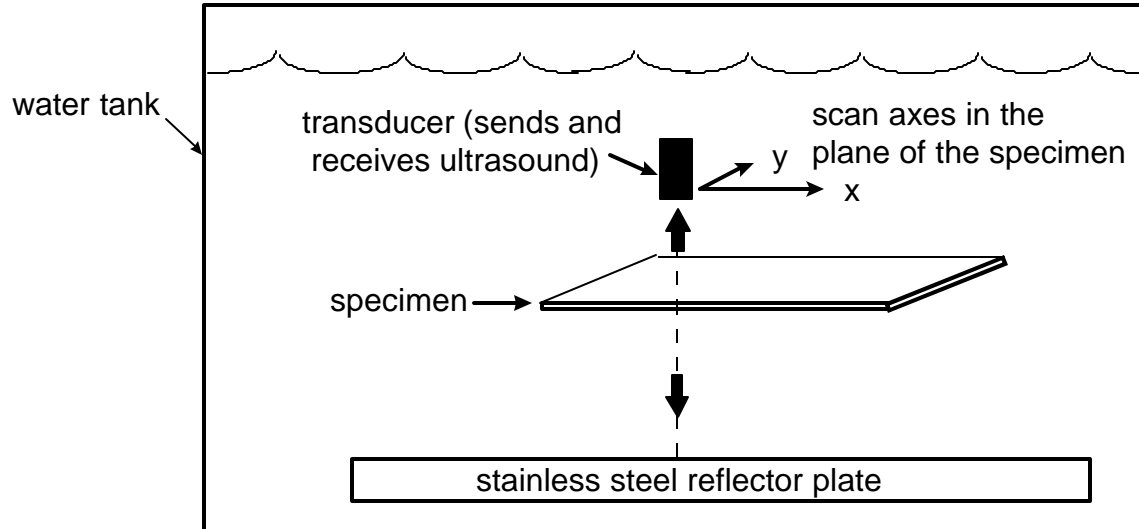 water tank
transducer (sends and
receives ultrasound)
scan axes in the
plane of the specimen
y
x
specimen
stainless steel reflector plate